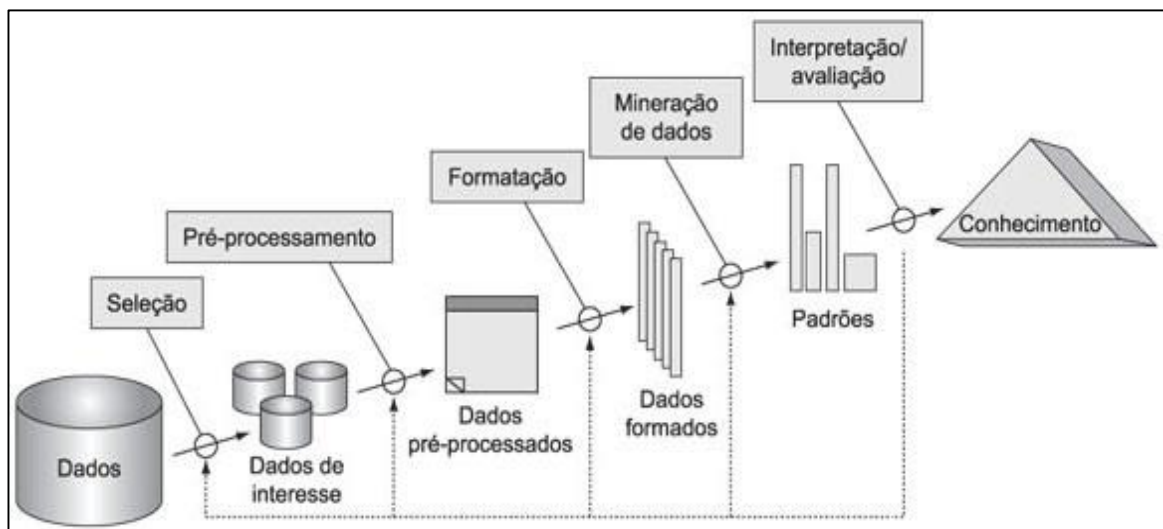 Interpretação/
avaliação
Mineração
de dados
Formatação
Pré-processamento
Seleção
Dados
Dados de
interesse
Dados
pré-processados
Dados
formados
Padrões
Conhecimento